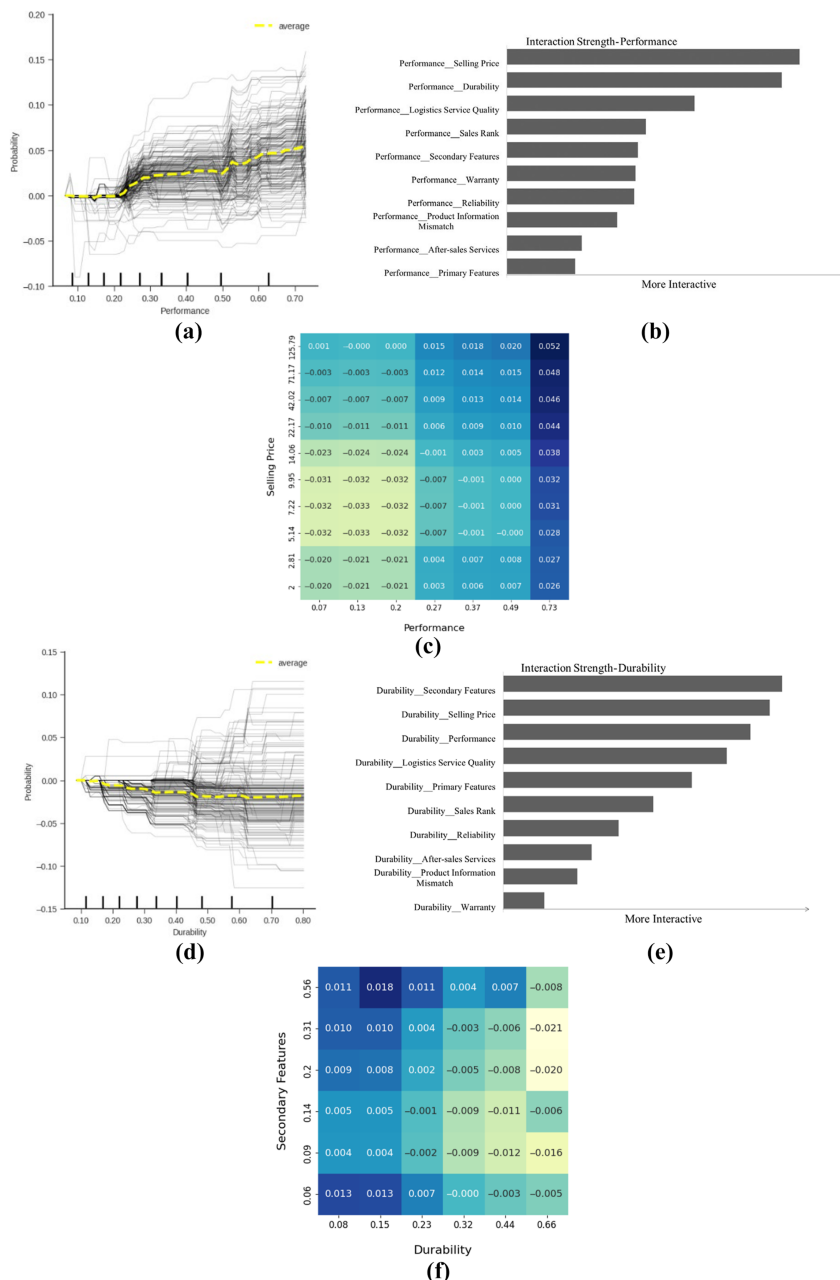 average
0.20
0.15
0.10
0.05
0.00
−0.05
−0.10
Probability
0.10 0.20 0.30 0.40 0.50 0.60 0.70
Performance
(a)
Interaction Strength-Performance
Performance__Selling Price
Performance__Durability
Performance__Logistics Service Quality
Performance__Sales Rank
Performance__Secondary Features
Performance__Warranty
Performance__Reliability
Performance__Product Information
Mismatch
Performance__After-sales Services
Performance__Primary Features
More Interactive
(b)
Selling Price
125.79 0.001 −0.000 0.000 0.015 0.018 0.020 0.052
71.17 −0.003 −0.003 −0.003 0.012 0.014 0.015 0.048
42.02 −0.007 −0.007 −0.007 0.009 0.013 0.014 0.046
22.17 −0.010 −0.011 −0.011 0.006 0.009 0.010 0.044
14.06 −0.023 −0.024 −0.024 −0.001 0.003 0.005 0.038
9.95 −0.031 −0.032 −0.032 −0.007 −0.001 0.000 0.032
7.22 −0.032 −0.033 −0.032 −0.007 −0.001 0.000 0.031
5.14 −0.032 −0.033 −0.032 −0.007 −0.001 −0.000 0.028
2.81 −0.020 −0.021 −0.021 0.004 0.007 0.008 0.027
2 −0.020 −0.021 −0.021 0.003 0.006 0.007 0.026
0.07 0.13 0.2 0.27 0.37 0.49 0.73
Performance
(c)
average
0.15
0.10
0.05
0.00
−0.05
−0.10
−0.15
Probability
0.10 0.20 0.30 0.40 0.50 0.60 0.70 0.80
Durability
(d)
Interaction Strength-Durability
Durability__Secondary Features
Durability__Selling Price
Durability__Performance
Durability__Logistics Service Quality
Durability__Primary Features
Durability__Sales Rank
Durability__Reliability
Durability__After-sales Services
Durability__Product Information
Mismatch
Durability__Warranty
More Interactive
(e)
Secondary Features
0.56 0.011 0.018 0.011 0.004 0.007 −0.008
0.31 0.010 0.010 0.004 −0.003 −0.006 −0.021
0.2 0.009 0.008 0.002 −0.005 −0.008 −0.020
0.14 0.005 0.005 −0.001 −0.009 −0.011 −0.006
0.09 0.004 0.004 −0.002 −0.009 −0.012 −0.016
0.06 0.013 0.013 0.007 −0.000 −0.003 −0.005
0.08 0.15 0.23 0.32 0.44 0.66
Durability
(f)